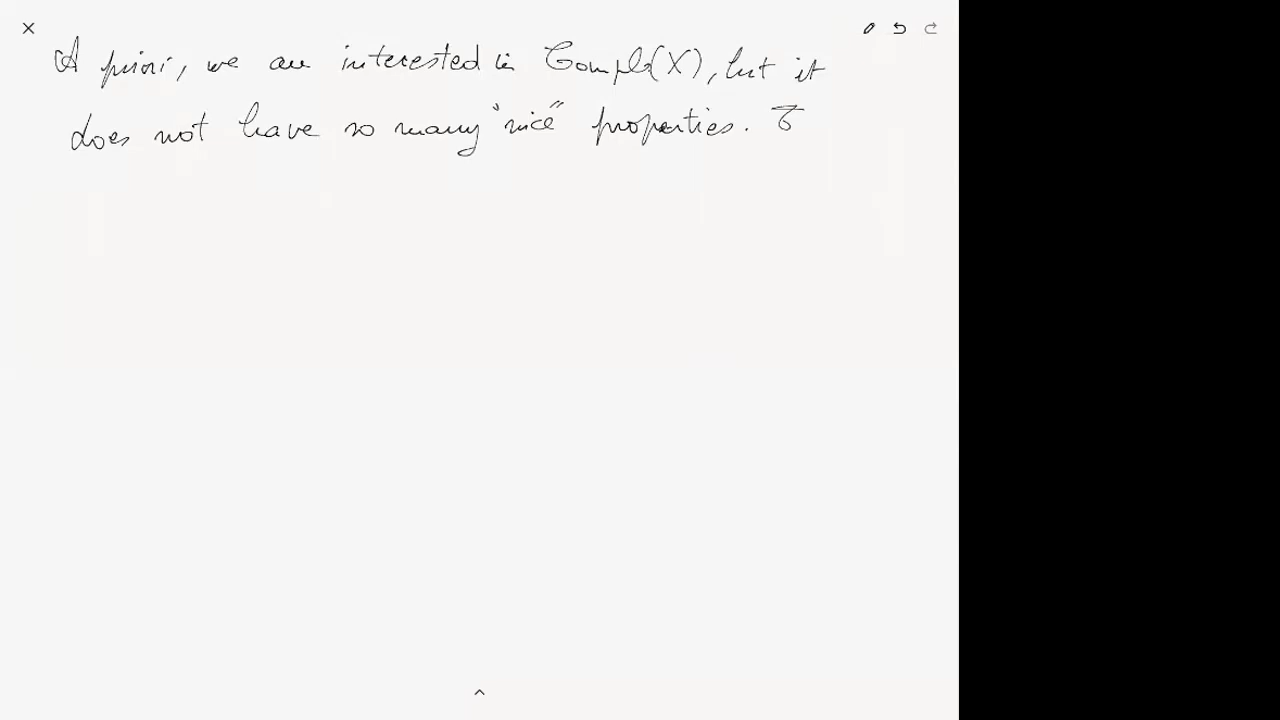 A priori, we are interested in Compl(X), but it
does not have so many "nice" properties.